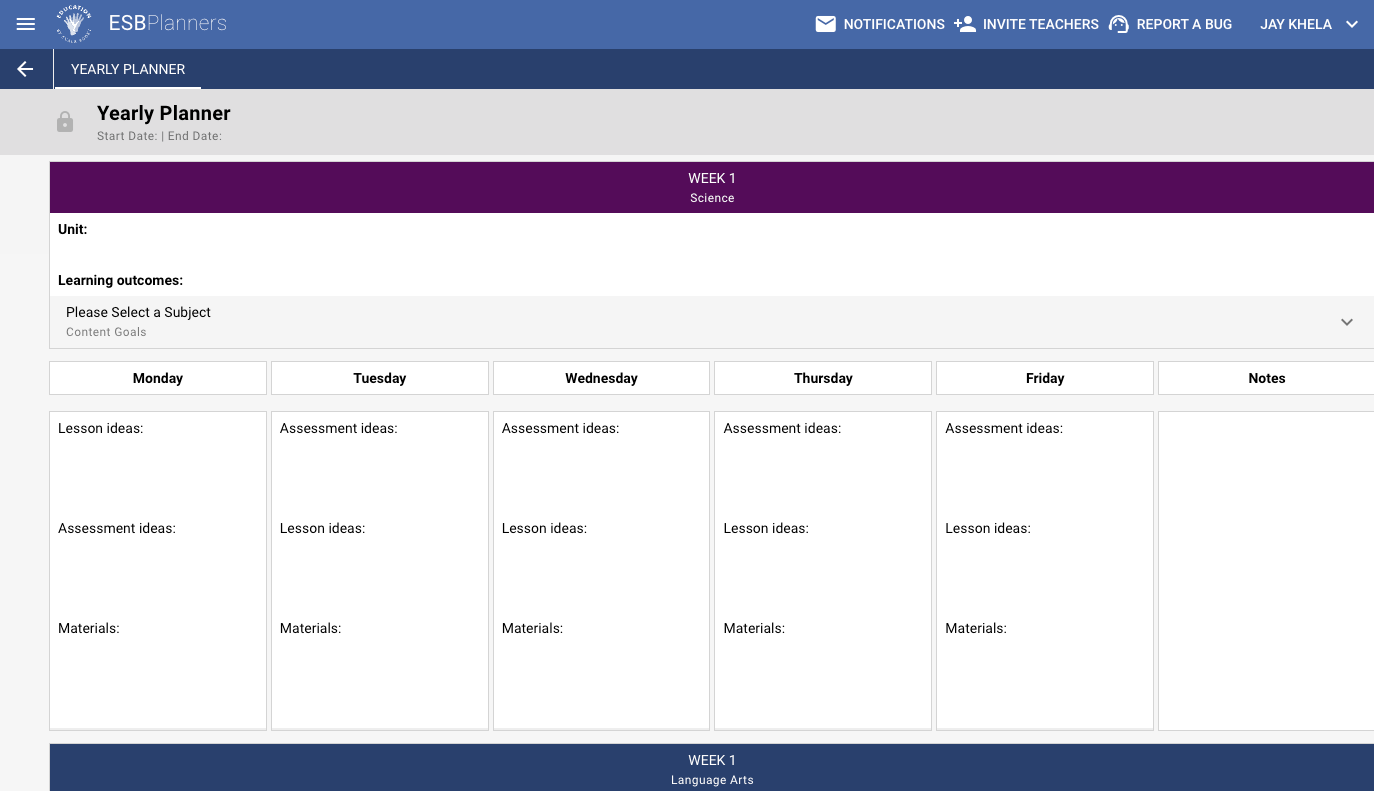 EDUCATION
ESBPlanners
NOTIFICATIONS
INVITE TEACHERS
REPORT A BUG
JAY KHELA
YEARLY PLANNER
Yearly Planner
Start Date: | End Date:
WEEK 1
Science
Unit:
Learning outcomes:
Please Select a Subject
Content Goals
Monday
Tuesday
Wednesday
Thursday
Friday
Notes
Lesson ideas:
Assessment ideas:
Assessment ideas:
Assessment ideas:
Assessment ideas:
Assessment ideas:
Lesson ideas:
Lesson ideas:
Lesson ideas:
Lesson ideas:
Materials:
Materials:
Materials:
Materials:
Materials:
WEEK 1
Language Arts